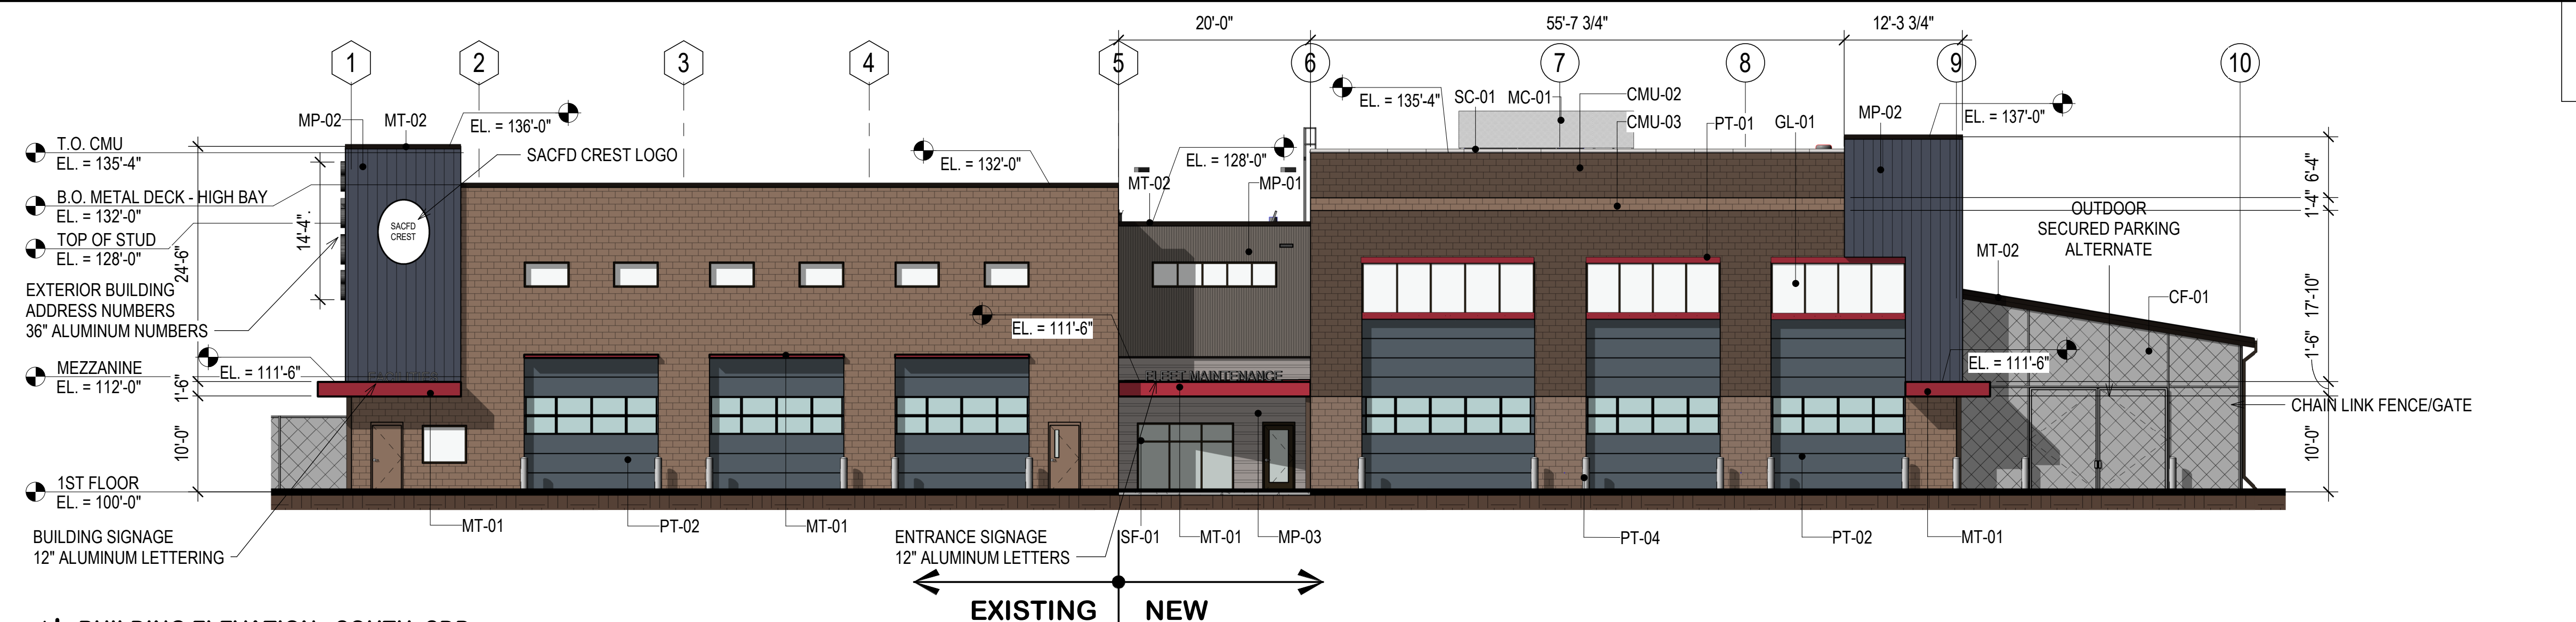 20'-0"
55'-7 3/4"
12'-3 3/4"
1
2
3
4
5
6
7
8
9
10
MP-02
MT-02
EL. = 136'-0"
SACFD CREST LOGO
EL. = 132'-0"
EL. = 128'-0"
MT-02
MP-01
EL. = 135'-4"
SC-01
MC-01
CMU-02
CMU-03
PT-01
GL-01
MP-02
EL. = 137'-0"
T.O. CMU
EL. = 135'-4"
B.O. METAL DECK - HIGH BAY
EL. = 132'-0"
TOP OF STUD
EL. = 128'-0"
14'-4"
24'-6"
SACFD
CREST
EXTERIOR BUILDING
ADDRESS NUMBERS
36" ALUMINUM NUMBERS
MEZZANINE
EL. = 112'-0"
EL. = 111'-6"
1'-6"
10'-0"
1ST FLOOR
EL. = 100'-0"
EL. = 111'-6"
FLEET MAINTENANCE
6'-4"
1'-4"
OUTDOOR
SECURED PARKING
ALTERNATE
MT-02
CF-01
17'-10"
1'-6"
EL. = 111'-6"
CHAIN LINK FENCE/GATE
10'-0"
BUILDING SIGNAGE
12" ALUMINUM LETTERING
MT-01
PT-02
MT-01
ENTRANCE SIGNAGE
12" ALUMINUM LETTERS
SF-01
MT-01
MP-03
PT-04
PT-02
MT-01
EXISTING
NEW